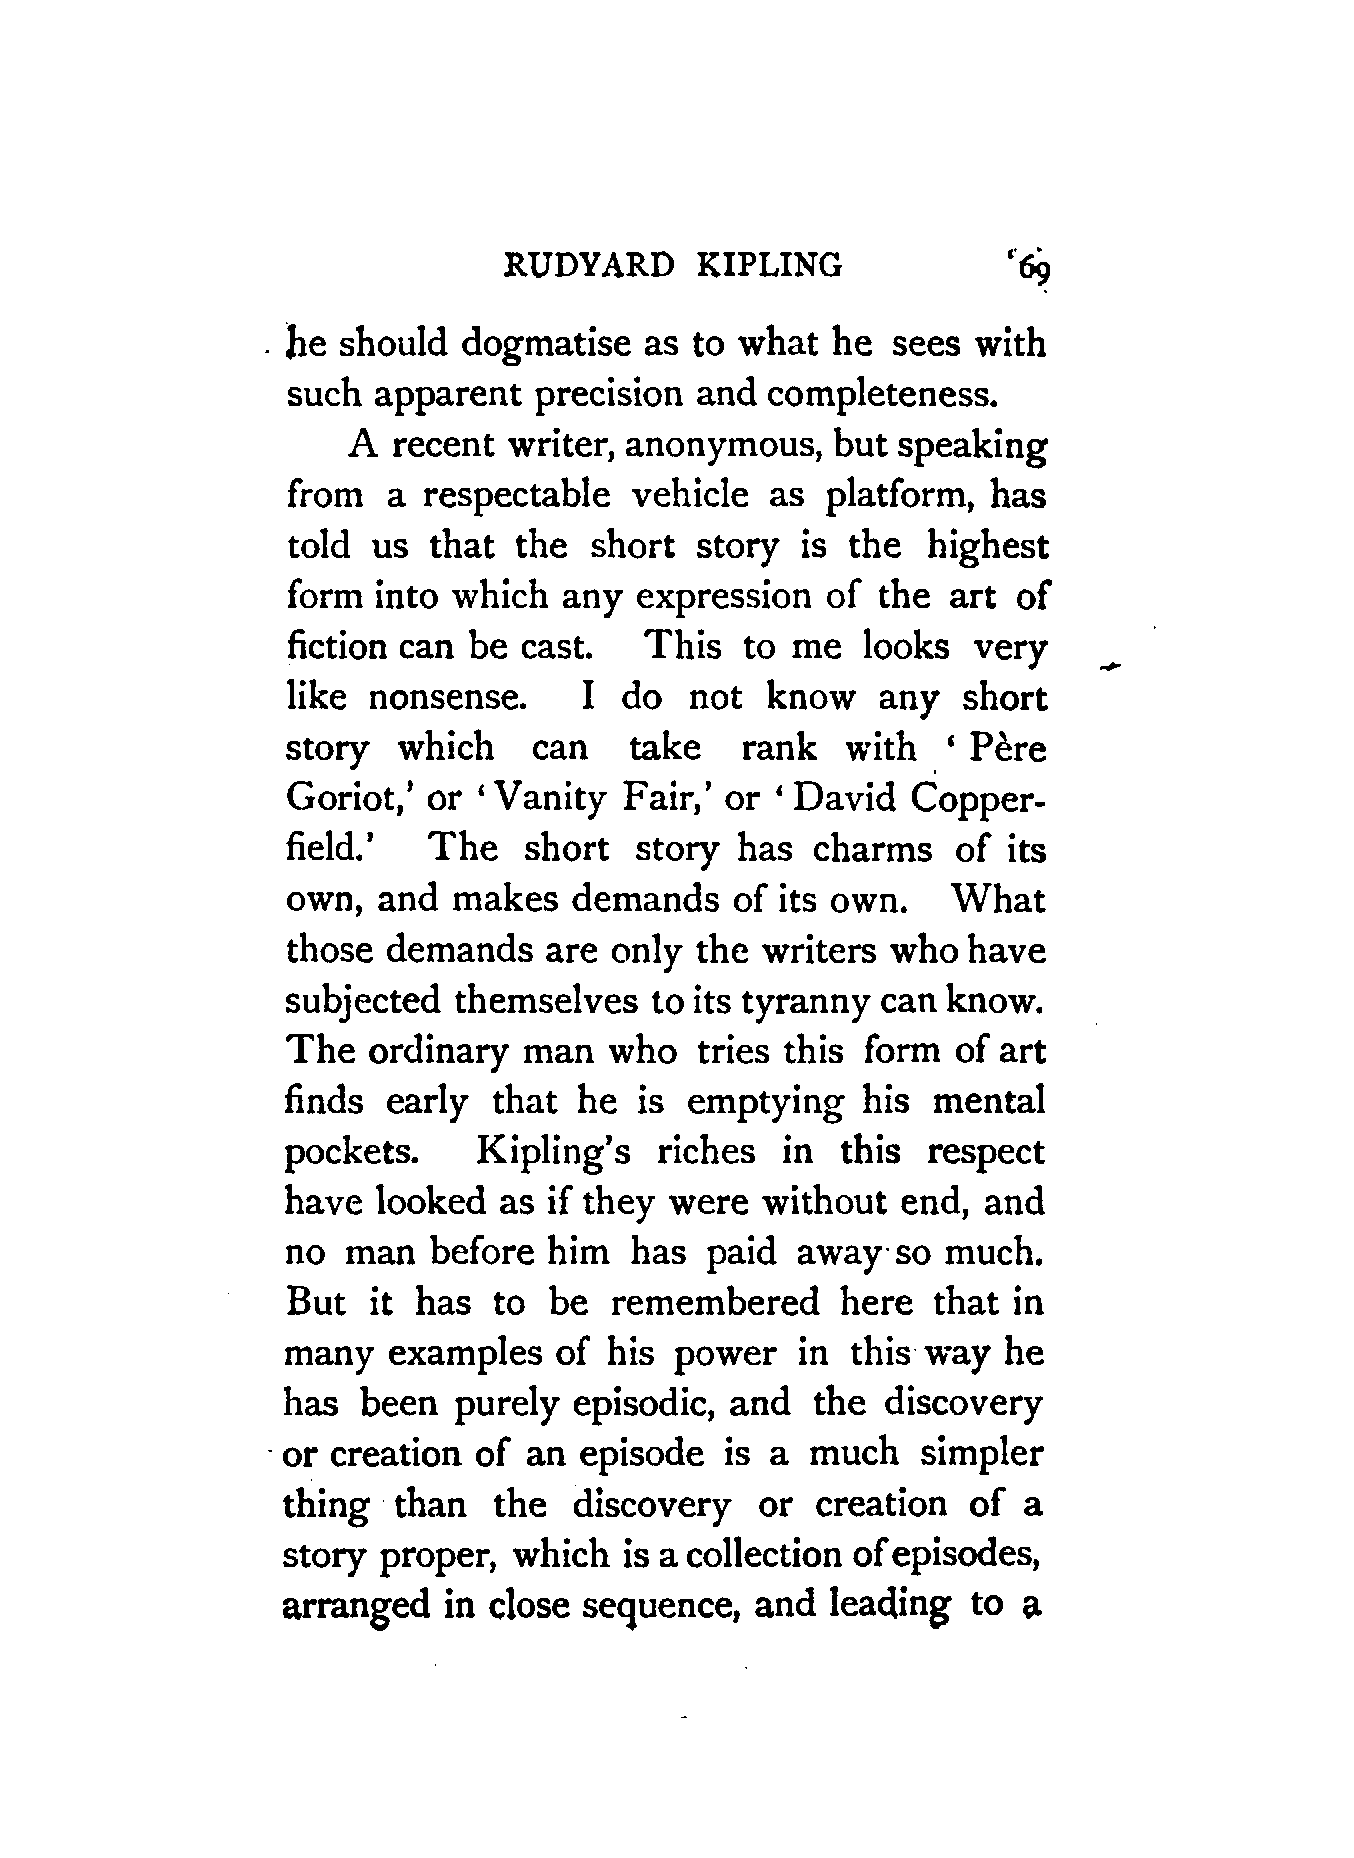 RUDYARD KIPLING 69
he should dogmatise as to what he sees with
such apparent precision and completeness.
A recent writer, anonymous, but speaking
from a respectable vehicle as platform, has
told us that the short story is the highest
form into which any expression of the art of
fiction can be cast. This to me looks very
like nonsense. I do not know any short
story which can take rank with ‘ Père
Goriot,’ or ‘ Vanity Fair,’ or ‘ David Copper-
field.’ The short story has charms of its
own, and makes demands of its own. What
those demands are only the writers who have
subjected themselves to its tyranny can know.
The ordinary man who tries this form of art
finds early that he is emptying his mental
pockets. Kipling’s riches in this respect
have looked as if they were without end, and
no man before him has paid away so much.
But it has to be remembered here that in
many examples of his power in this way he
has been purely episodic, and the discovery
or creation of an episode is a much simpler
thing than the discovery or creation of a
story proper, which is a collection of episodes,
arranged in close sequence, and leading to a